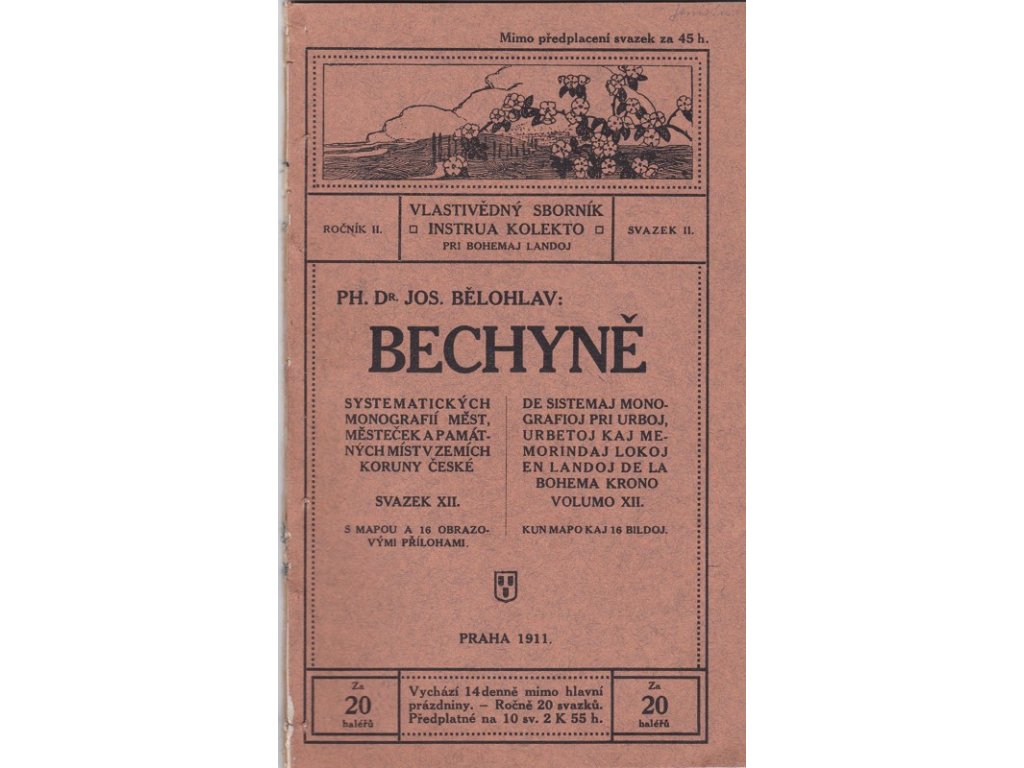 Mimo předplacení svazek za 45 h.
ROČNÍK II.
VLASTIVĚDNÝ SBORNÍK
INSTRUA KOLEKTO
PRI BOHEMAJ LANDOJ
SVAZEK II.
PH. DR. JOS. BĚLOHLAV:
BECHYNĚ
SYSTEMATICKÝCH
MONOGRAFIÍ MĚST,
MĚSTEČEK A PAMÁT-
NÝCH MÍST V ZEMÍCH
KORUNY ČESKÉ
SVAZEK XII.
S MAPOU A 16 OBRAZO-
VÝMI PŘÍLOHAMI.
DE SISTEMAJ MONO-
GRAFIOJ PRI URBOJ,
URBETOJ KAJ ME-
MORINDAJ LOKOJ
EN LANDOJ DE LA
BOHEMA KRONO
VOLUMO XII.
KUN MAPO KAJ 16 BILDOJ.
PRAHA 1911.
Za
20
haléřů
Vychází 14denně mimo hlavní
prázdniny. – Ročně 20 svazků.
Předplatné na 10 sv. 2 K 55 h.
Za
20
haléřů